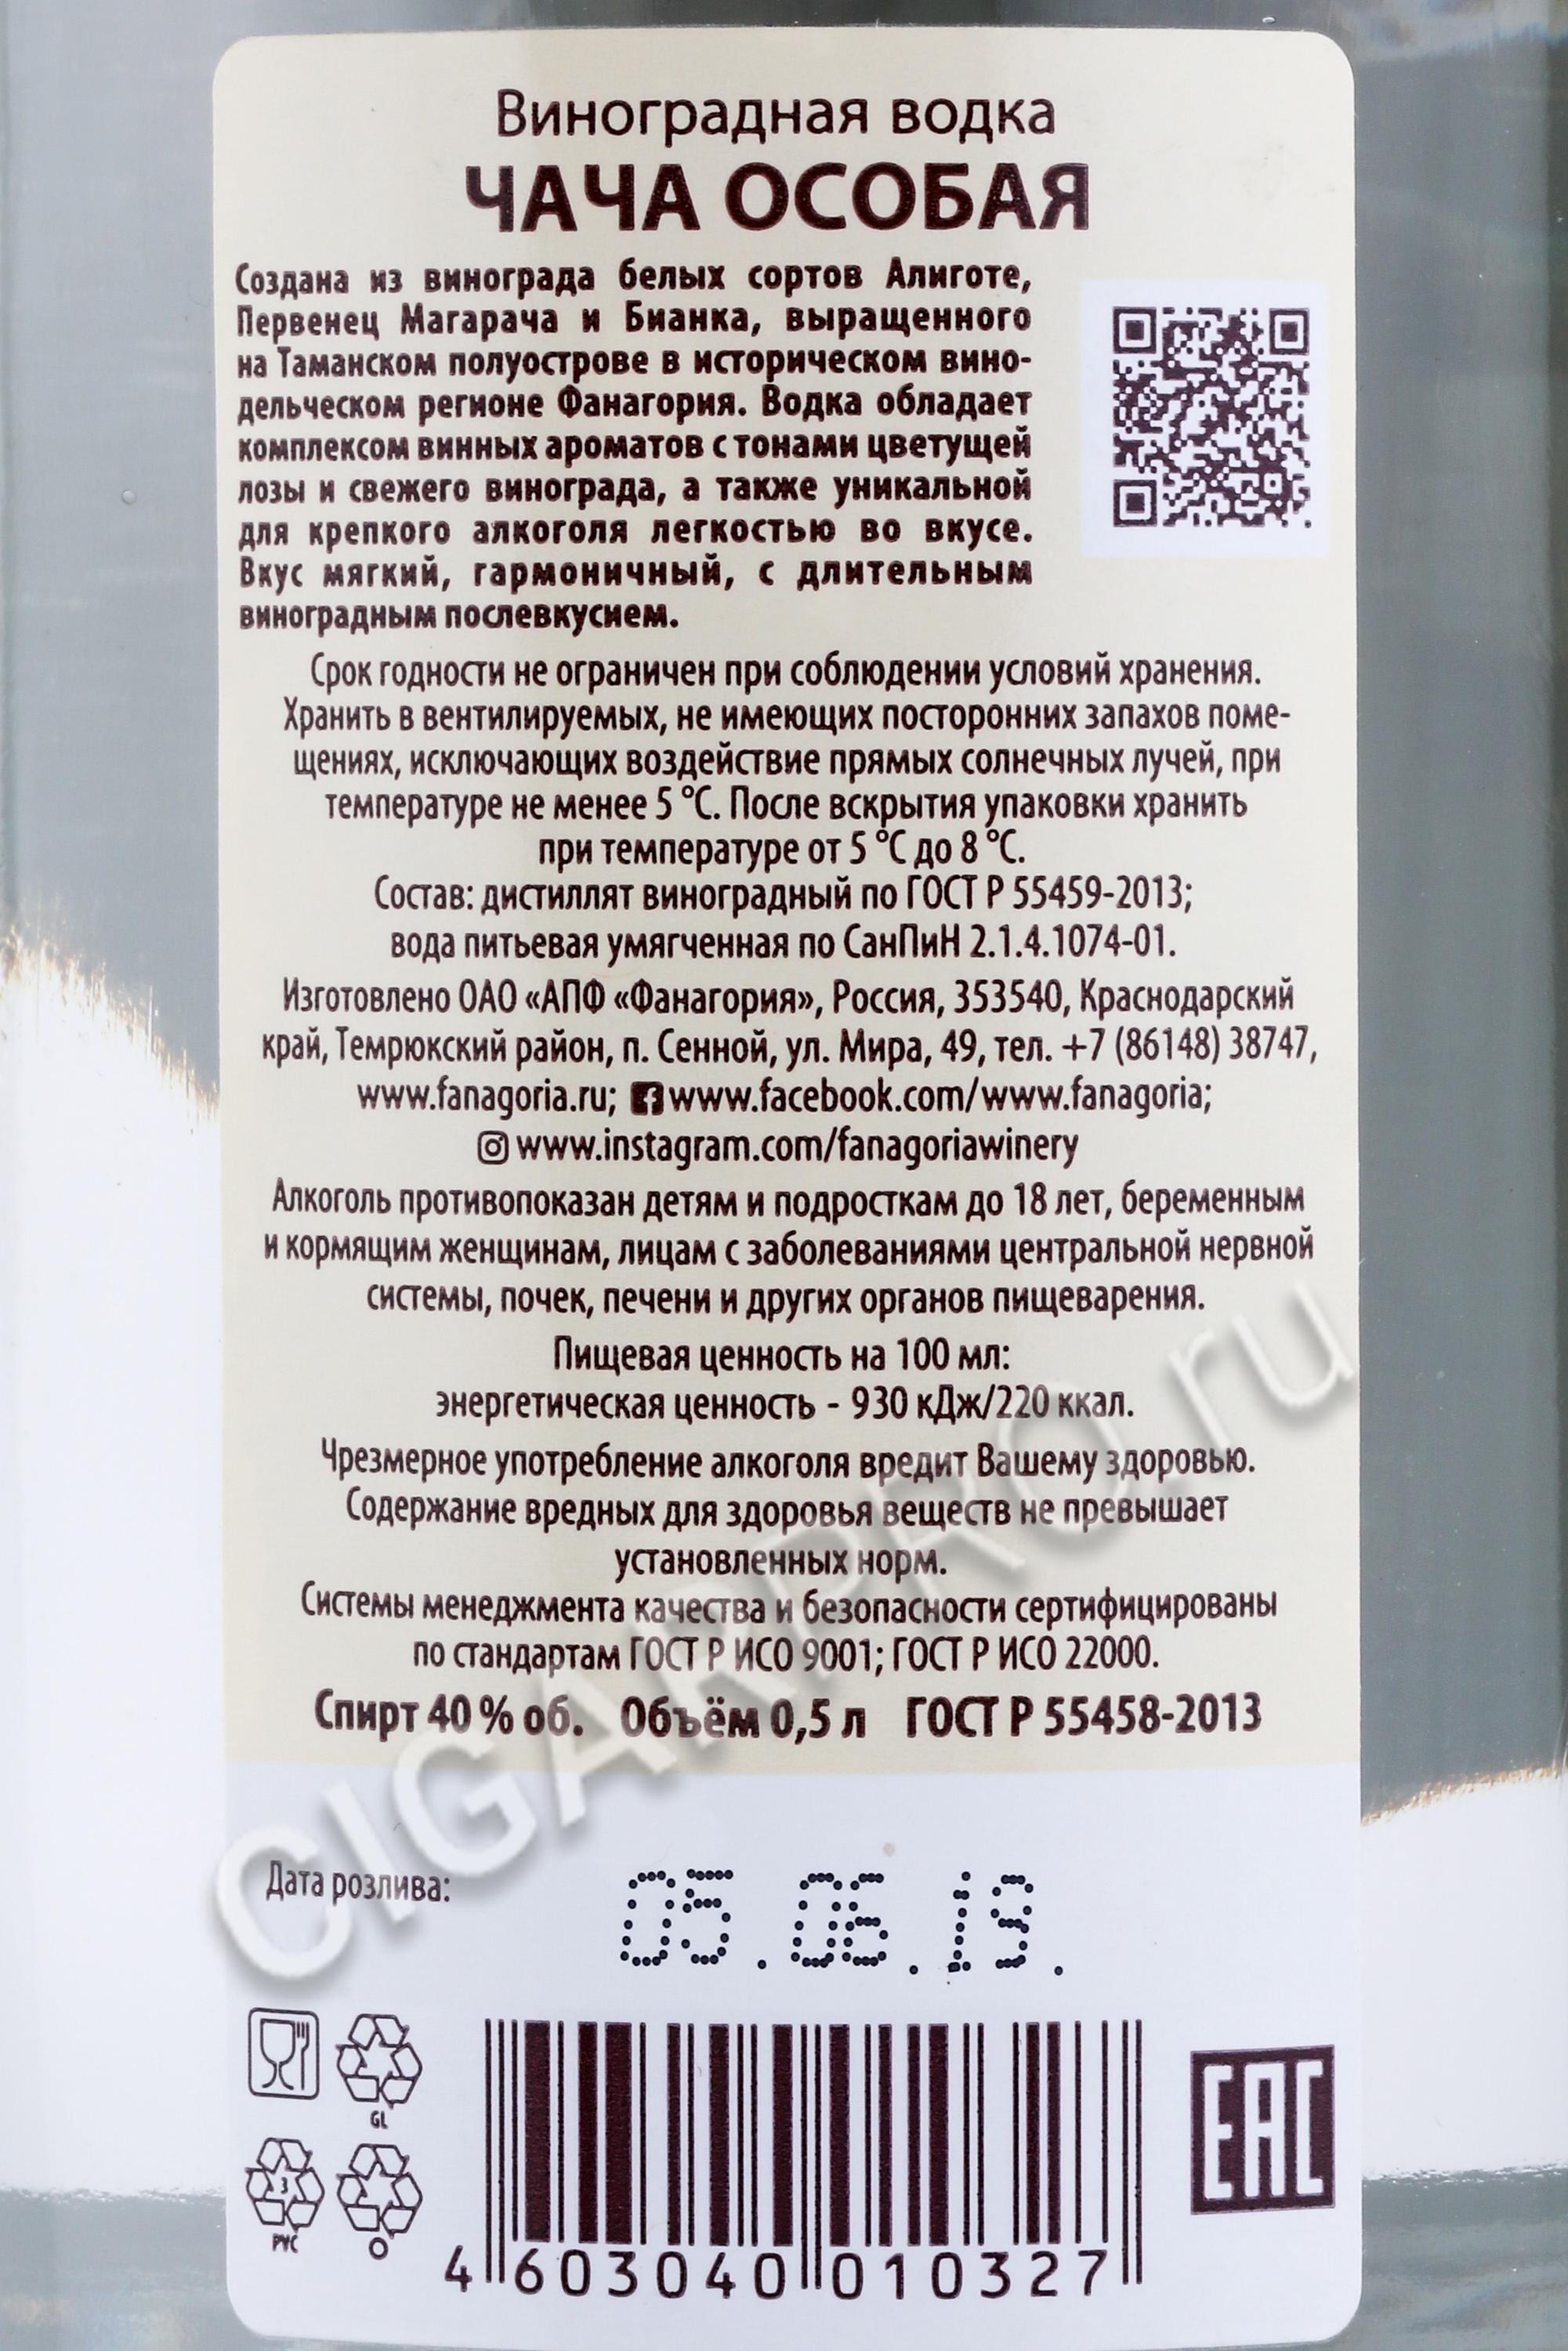 Виноградная водка
ЧАЧА ОСОБАЯ
Создана из винограда белых сортов Алиготе,
Первенец Магарача и Бианка, выращенного
на Таманском полуострове в историческом вино-
дельческом регионе Фанагория. Водка обладает
комплексом винных ароматов с тонами цветущей
лозы и свежего винограда, а также уникальной
для крепкого алкоголя легкостью во вкусе.
Вкус мягкий, гармоничный, с длительным
виноградным послевкусием.
Срок годности не ограничен при соблюдении условий хранения.
Хранить в вентилируемых, не имеющих посторонних запахов поме-
щениях, исключающих воздействие прямых солнечных лучей, при
температуре не менее 5 °С. После вскрытия упаковки хранить
при температуре от 5 °С до 8 °С.
Состав: дистиллят виноградный по ГОСТ Р 55459-2013;
вода питьевая умягченная по СанПиН 2.1.4.1074-01.
Изготовлено ОАО «АПФ «Фанагория», Россия, 353540, Краснодарский
край, Темрюкский район, п. Сенной, ул. Мира, 49, тел. +7 (86148) 38747,
www.fanagoria.ru; www.facebook.com/www.fanagoria;
www.instagram.com/fanagoriawinery
Алкоголь противопоказан детям и подросткам до 18 лет, беременным
и кормящим женщинам, лицам с заболеваниями центральной нервной
системы, почек, печени и других органов пищеварения.
Пищевая ценность на 100 мл:
энергетическая ценность - 930 кДж/220 ккал.
Чрезмерное употребление алкоголя вредит Вашему здоровью.
Содержание вредных для здоровья веществ не превышает
установленных норм.
Системы менеджмента качества и безопасности сертифицированы
по стандартам ГОСТ Р ИСО 9001; ГОСТ Р ИСО 22000.
Спирт 40 % об. Объём 0,5 л ГОСТ Р 55458-2013
CIGARPRO.ru
Дата розлива: 05.06.19.
GL
3
PVC
EAC
4 603040 010327